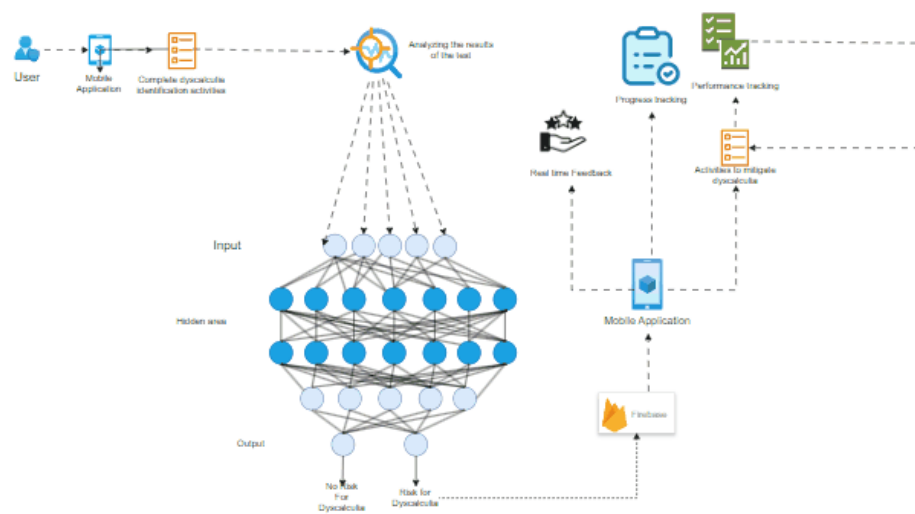 User
Mobile
Application
Complete dyscalculie
identification activities
Analyzing the results
of the test
Progress tracking
Performance tracking
Real time Feedback
Activities to mitigate
dyscalculia
Input
Hidden area
Mobile Application
Firebase
Output
No Risk
For
Dyscalculia
Risk for
Dyscalculia